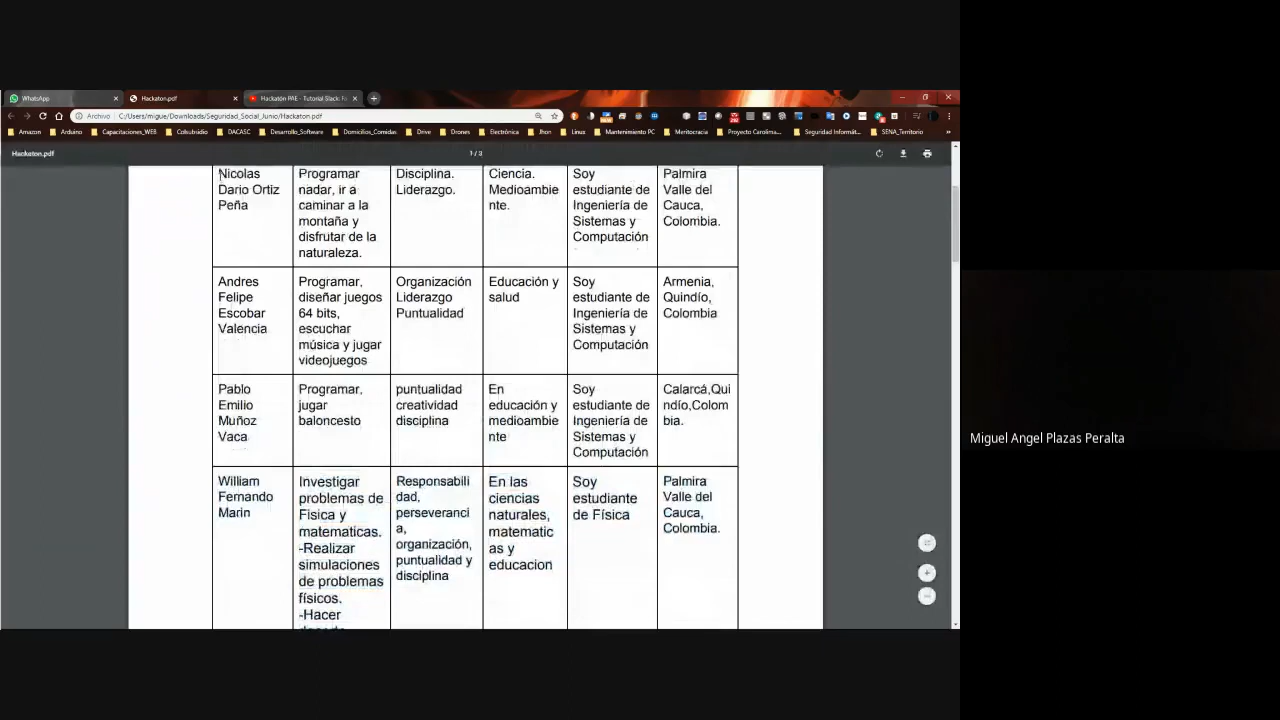 WhatsApp
Hackaton.pdf
Hackatón PAE - Tutorial Slack: F
Archivo
C:/Users/migue/Downloads/Seguridad_Social_Junio/Hackaton.pdf
Amazon
Arduino
Capacitaciones_WEB
Colsubsidio
DACASC
Desarrollo_Software
Domicilios_Comidas
Drive
Drones
Electrónica
Jhon
Linux
Mantenimiento PC
Meritocracia
Proyecto Carolima...
Seguridad Informát...
SENA_Territorio
»
Hackaton.pdf
Nicolas
Dario Ortiz
Peña
Programar
nadar, ir a
caminar a la
montaña y
disfrutar de la
naturaleza.
Disciplina.
Liderazgo.
Ciencia.
Medioambie
nte.
Soy
estudiante de
Ingeniería de
Sistemas y
Computación
Palmira
Valle del
Cauca,
Colombia.
Andres
Felipe
Escobar
Valencia
Programar,
diseñar juegos
64 bits,
escuchar
música y jugar
videojuegos
Organización
Liderazgo
Puntualidad
Educación y
salud
Soy
estudiante de
Ingeniería de
Sistemas y
Computación
Armenia,
Quindío,
Colombia
Pablo
Emilio
Muñoz
Vaca
Programar,
jugar
baloncesto
puntualidad
creatividad
disciplina
En
educación y
medioambie
nte
Soy
estudiante de
Ingeniería de
Sistemas y
Computación
Calarcá,Qui
ndío,Colom
bia.
William
Fernando
Marin
Investigar
problemas de
Fisica y
matematicas.
-Realizar
simulaciones
de problemas
físicos.
-Hacer
Responsabili
dad,
perseveranci
a,
organización,
puntualidad y
disciplina
En las
ciencias
naturales,
matematic
as y
educacion
Soy
estudiante
de Física
Palmira
Valle del
Cauca,
Colombia.
Miguel Angel Plazas Peralta